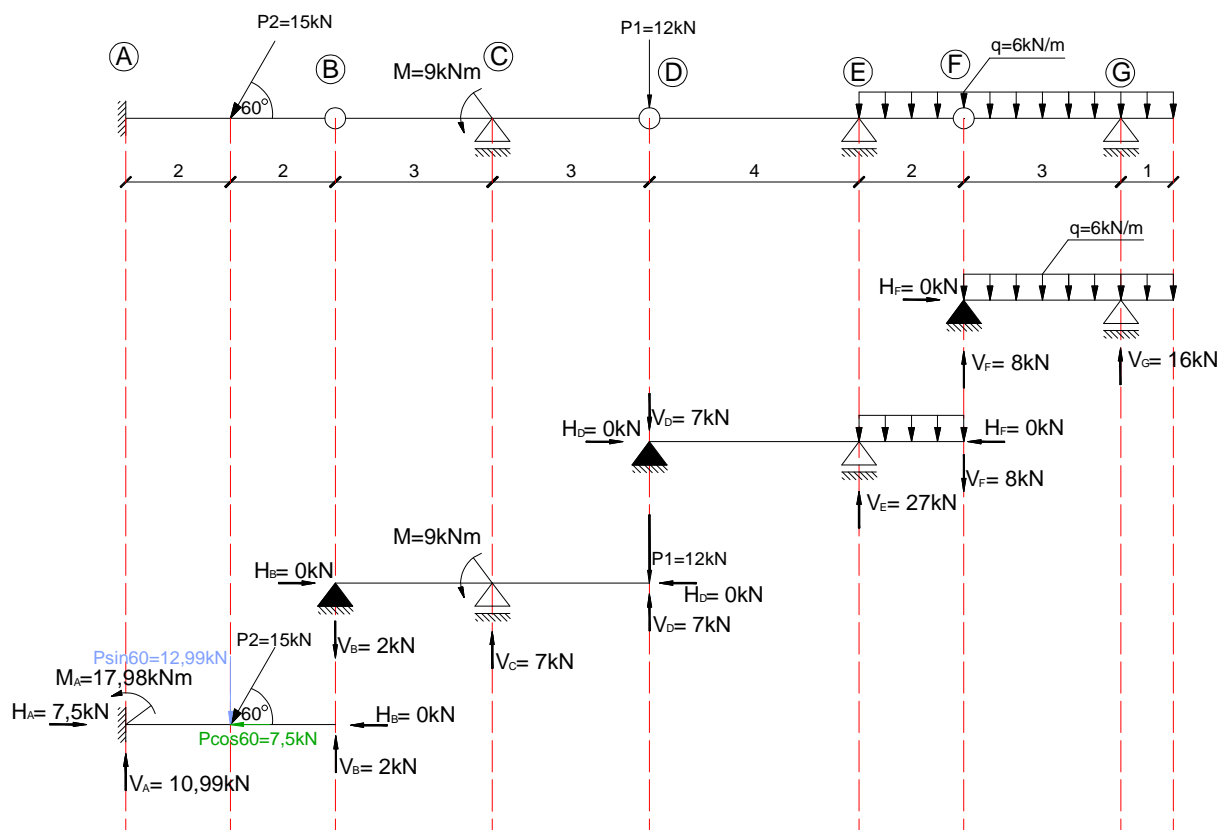 P2=15kN
P1=12kN
A
B
M=9kNm
C
D
E
F
q=6kN/m
G
60°
2
2
3
3
4
2
3
1
q=6kN/m
HF= 0kN
VF= 8kN
VG= 16kN
HD= 0kN
VD= 7kN
HF= 0kN
VF= 8kN
VE= 27kN
M=9kNm
P1=12kN
HB= 0kN
HD= 0kN
VD= 7kN
VB= 2kN
VC= 7kN
P2=15kN
Psin60=12,99kN
MA=17,98kNm
HA= 7,5kN
60°
HB= 0kN
Pcos60=7,5kN
VB= 2kN
VA= 10,99kN